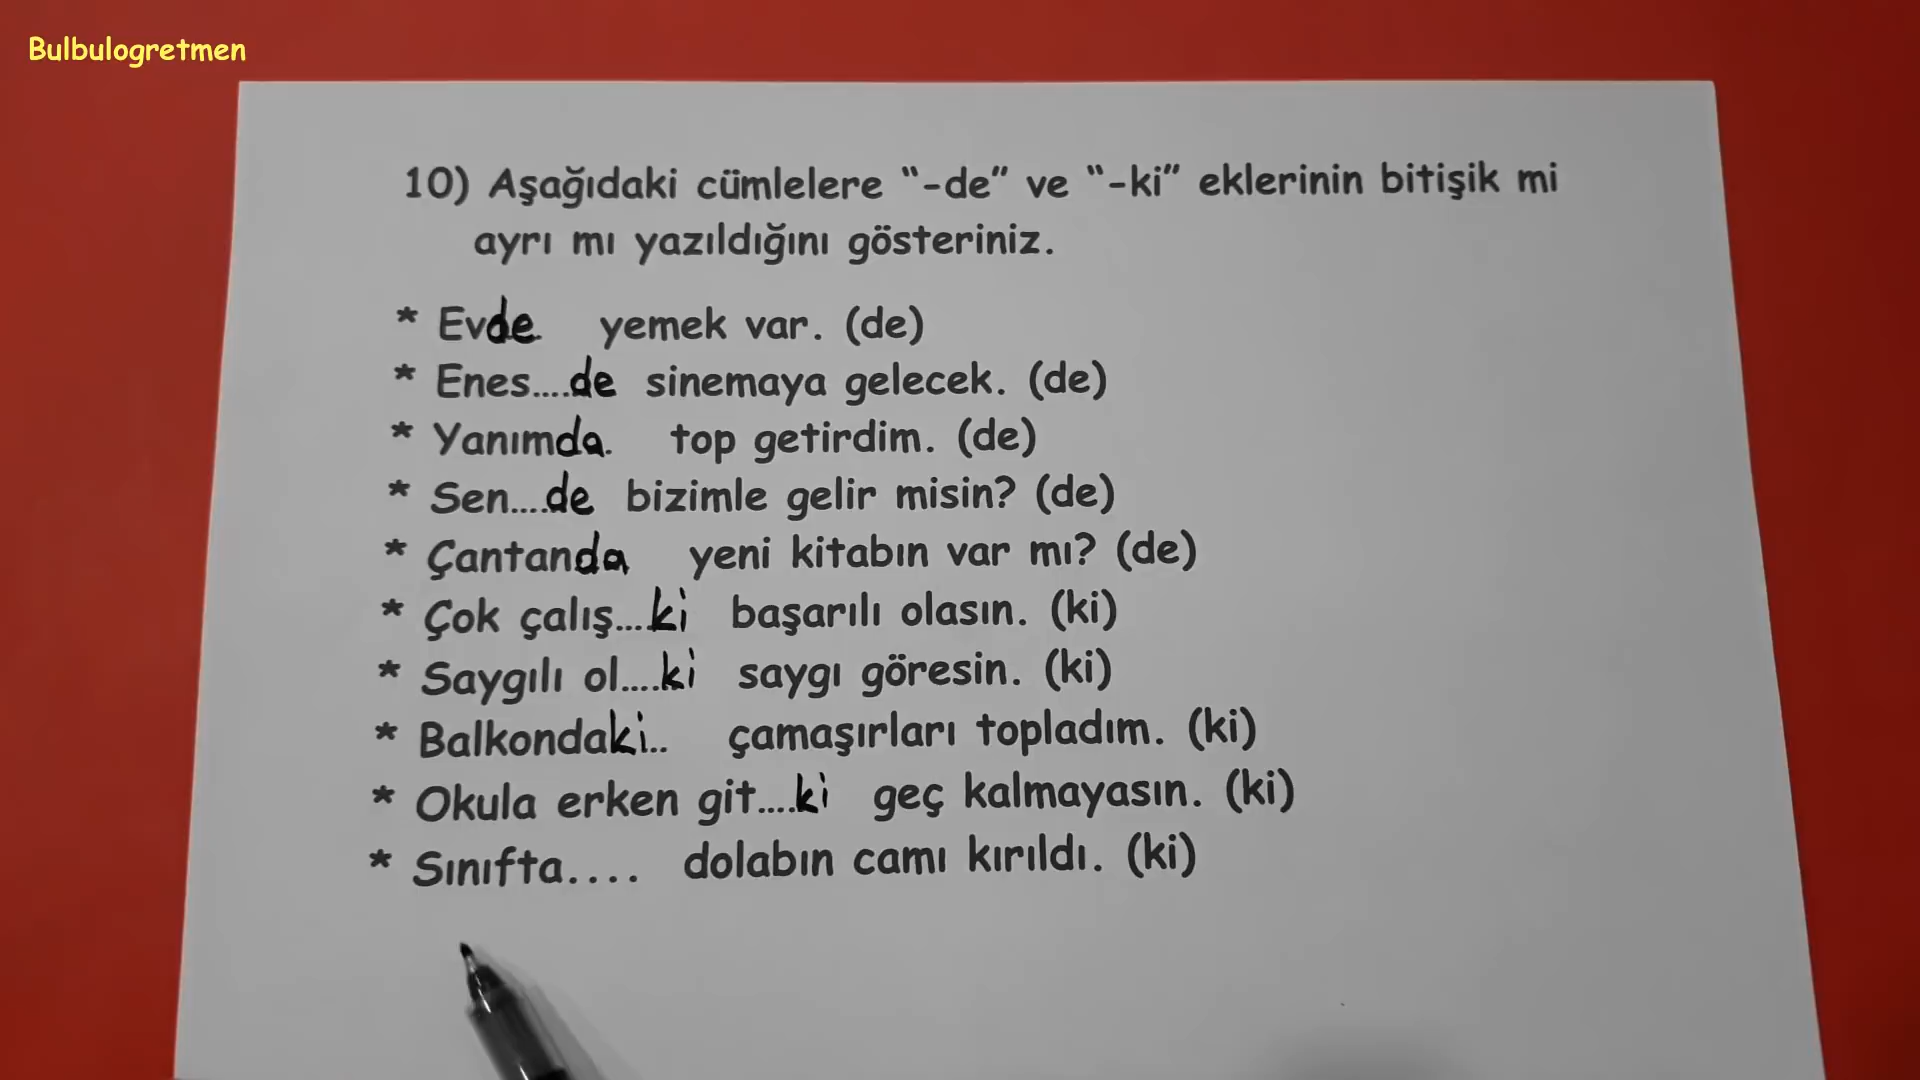 Bulbulogretmen
10) Aşağıdaki cümlelere “-de” ve “-ki” eklerinin bitişik mi
ayrı mı yazıldığını gösteriniz.
* Evde. yemek var. (de)
* Enes....de sinemaya gelecek. (de)
* Yanımda. top getirdim. (de)
* Sen....de bizimle gelir misin? (de)
* Çantanda yeni kitabın var mı? (de)
* Çok çalış....ki başarılı olasın. (ki)
* Saygılı ol....ki saygı göresin. (ki)
* Balkondaki.. çamaşırları topladım. (ki)
* Okula erken git....ki geç kalmayasın. (ki)
* Sınıfta.... dolabın camı kırıldı. (ki)